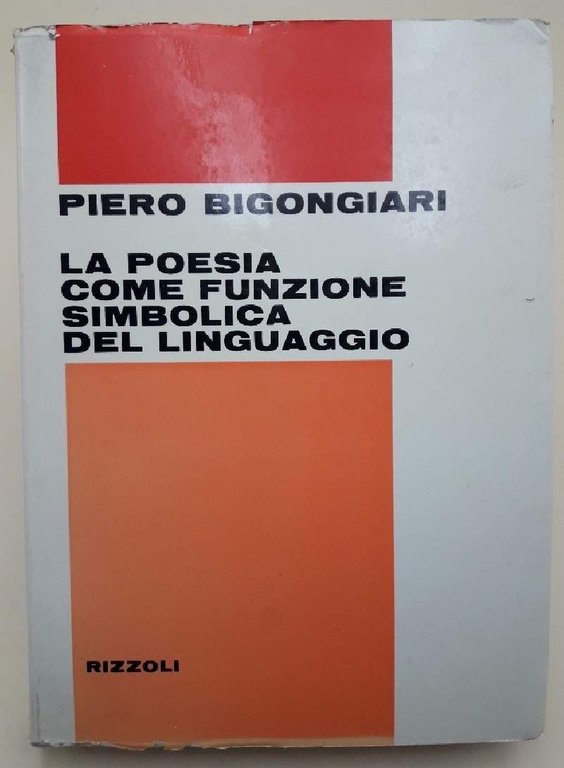 PIERO BIGONGIARI
LA POESIA
COME FUNZIONE
SIMBOLICA
DEL LINGUAGGIO
RIZZOLI